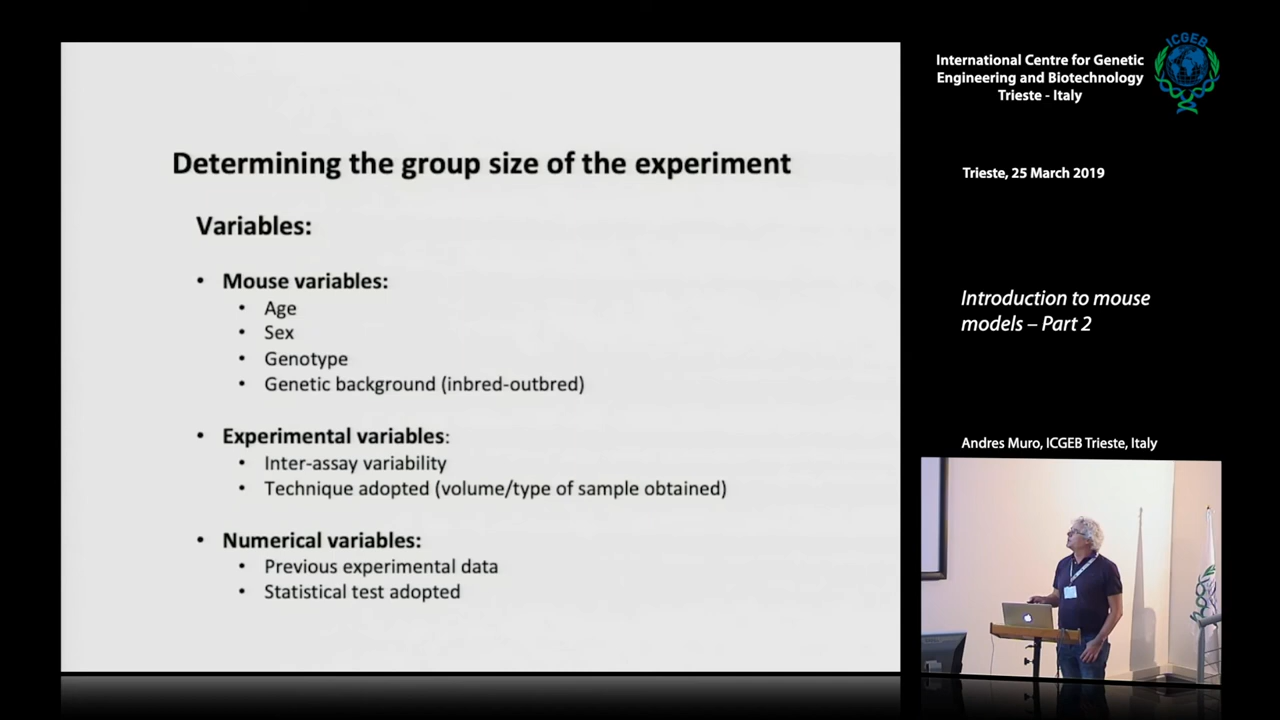 Determining the group size of the experiment
Variables:
• Mouse variables:
• Age
• Sex
• Genotype
• Genetic background (inbred-outbred)
• Experimental variables:
• Inter-assay variability
• Technique adopted (volume/type of sample obtained)
• Numerical variables:
• Previous experimental data
• Statistical test adopted
ICGEB
International Centre for Genetic
Engineering and Biotechnology
Trieste - Italy
Trieste, 25 March 2019
Introduction to mouse
models – Part 2
Andres Muro, ICGEB Trieste, Italy